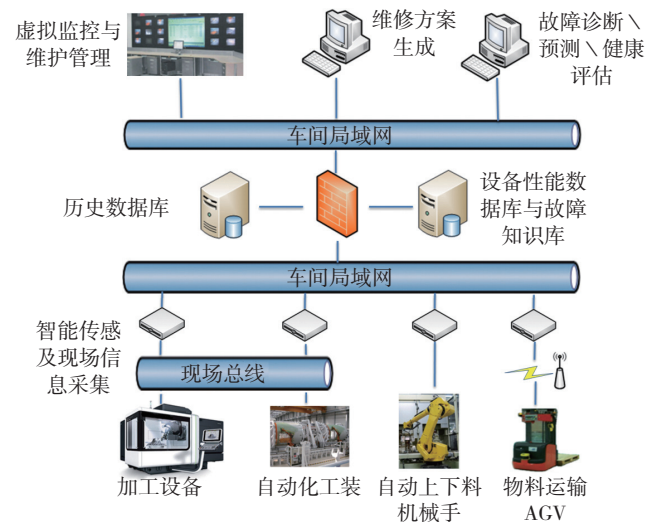 虚拟监控与
维护管理
维修方案
生成
故障诊断\
预测\健康
评估
车间局域网
历史数据库
设备性能数
据库与故障
知识库
车间局域网
智能传感
及现场信
息采集
现场总线
加工设备
自动化工装
自动上下料
机械手
物料运输
AGV